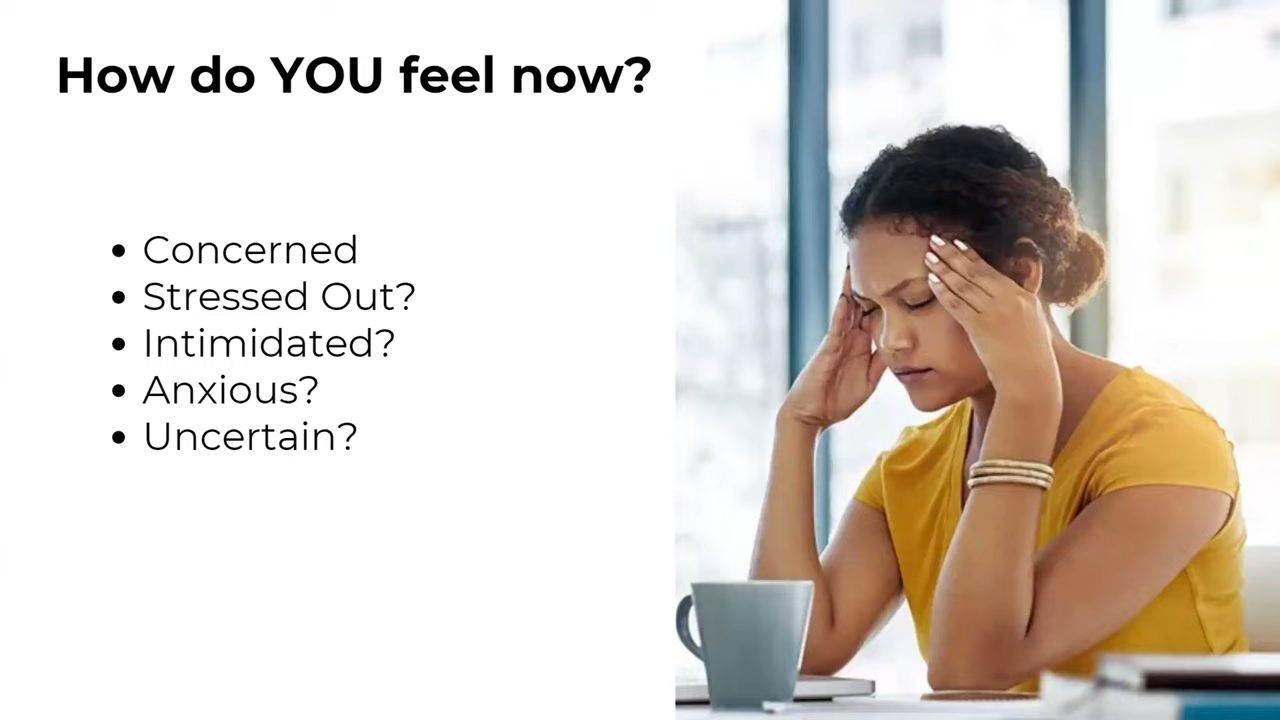 How do YOU feel now?
• Concerned
• Stressed Out?
• Intimidated?
• Anxious?
• Uncertain?